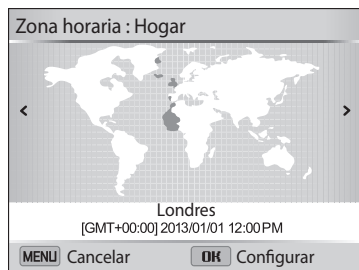 Zona horaria : Hogar
Londres
[GMT+00:00] 2013/01/01 12:00PM
MENU Cancelar OK Configurar